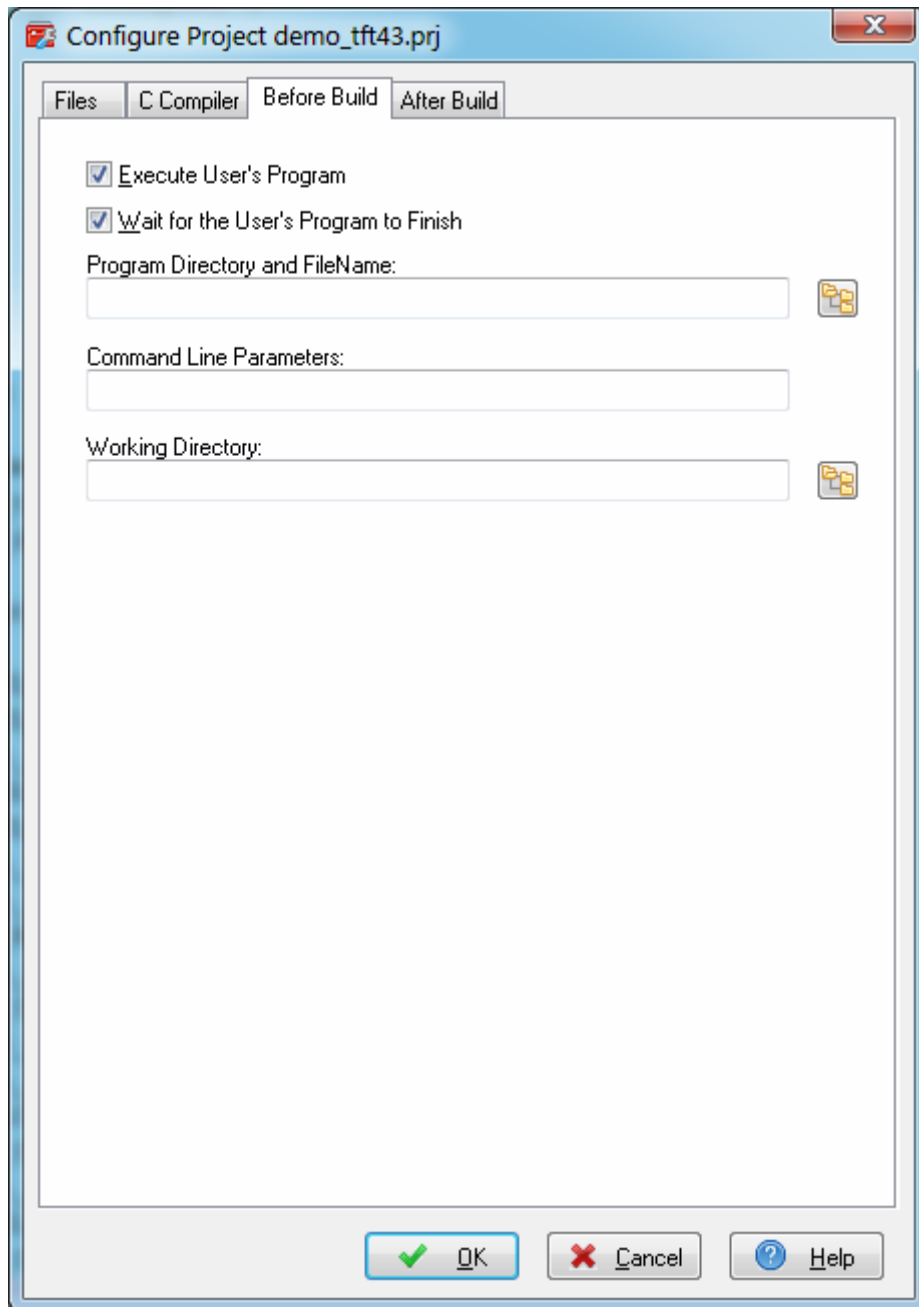 Configure Project demo_tft43.prj
Files C Compiler Before Build After Build
Execute User's Program
Wait for the User's Program to Finish
Program Directory and FileName:
Command Line Parameters:
Working Directory:
OK Cancel Help